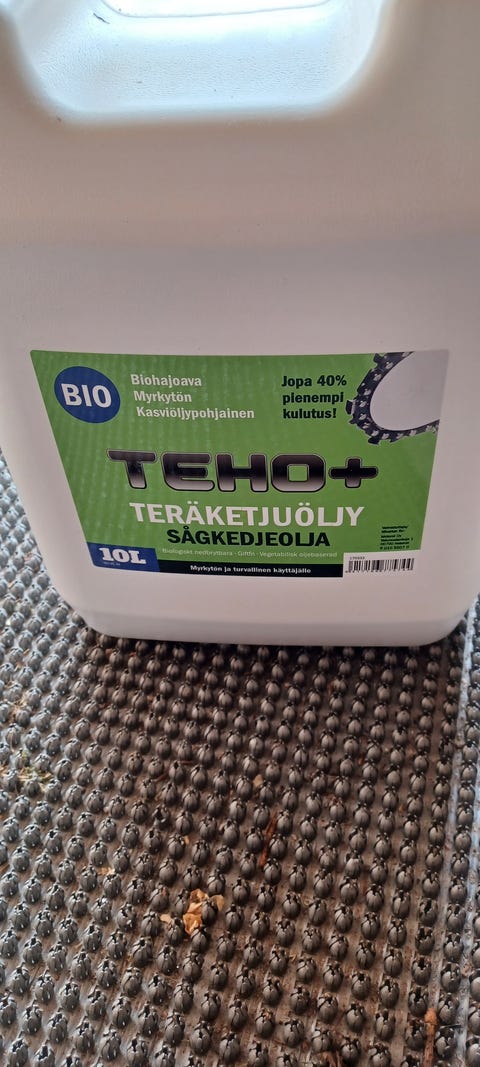 BIO
Biohajoava
Myrkytön
Kasviöljypohjainen
Jopa 40%
pienempi
kulutus!
TEHO+
TERÄKETJUÖLJY
SÅGKEDJEOLJA
Biologiskt nedbrytbara · Giftfri · Vegetabilisk oljebaserad
10L
Myrkytön ja turvallinen käyttäjälle